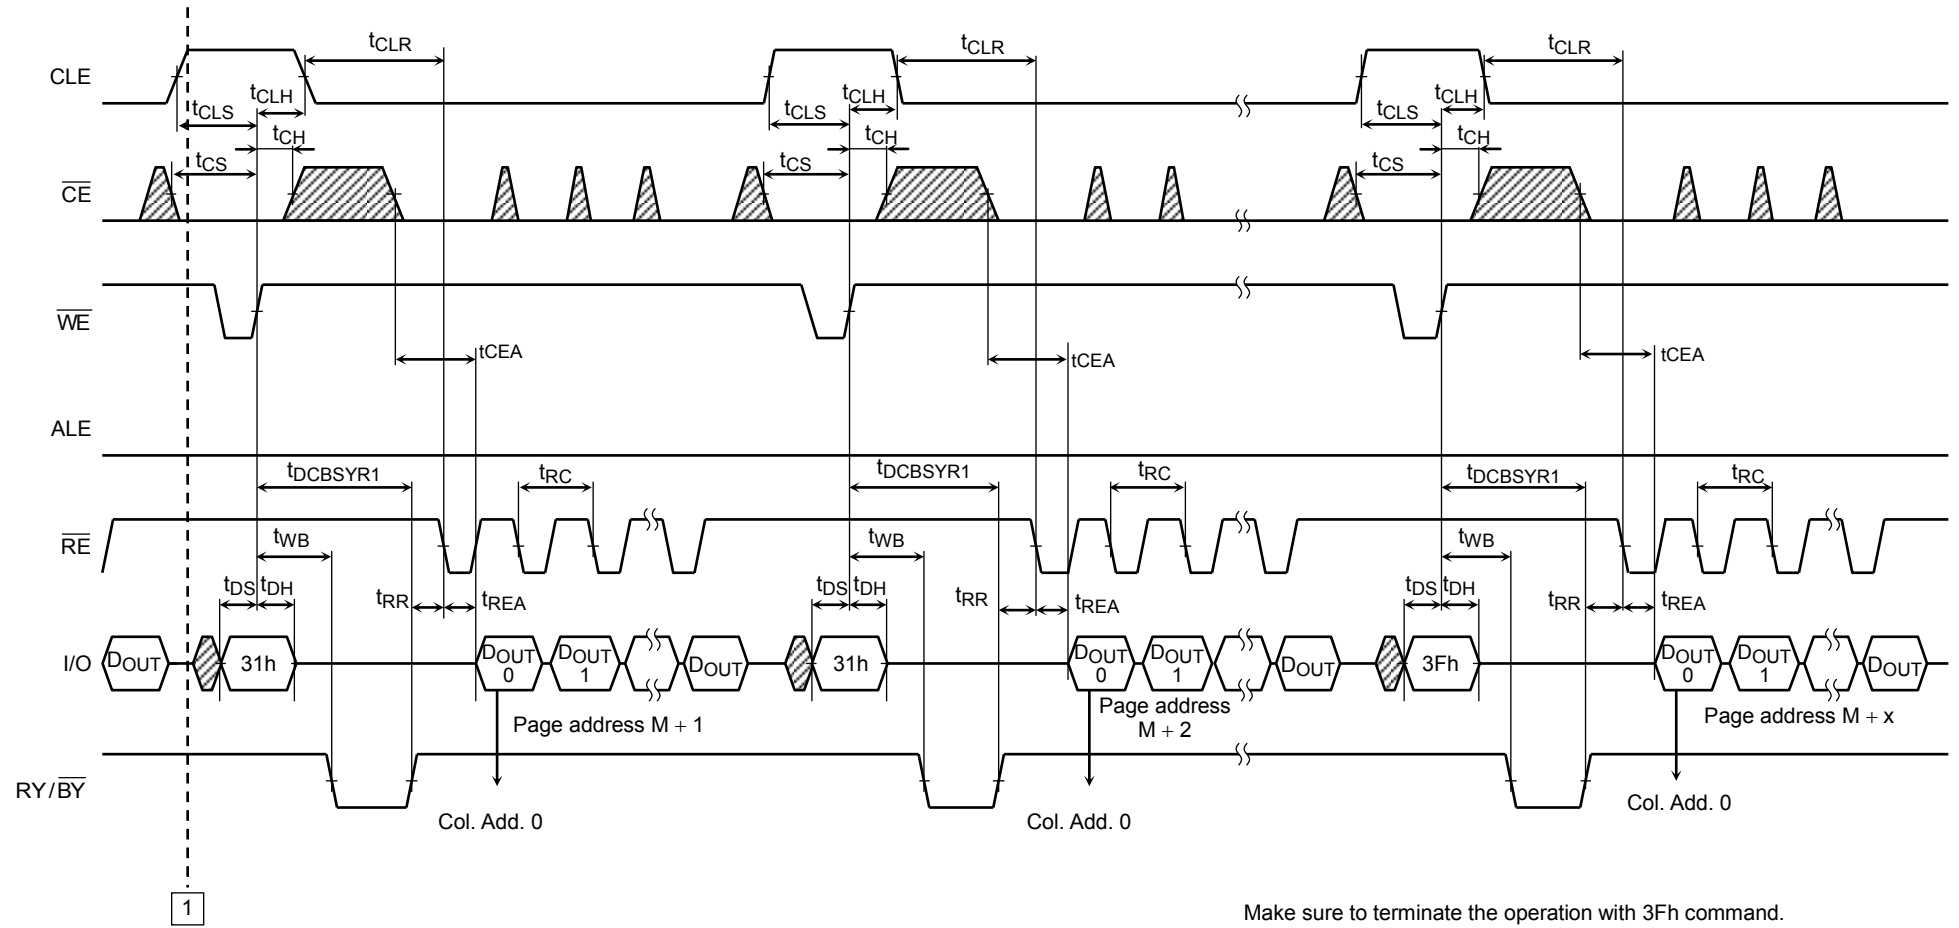 CLE tCLR tCLR tCLR
tCLH tCLH tCLH
tCLS tCLS tCLS
tCH tCH tCH
tCS tCS tCS
CE
WE
tCEA tCEA tCEA
ALE
tDCBSYR1 tDCBSYR1 tDCBSYR1
tRC tRC tRC
RE
tWB tWB tWB
tDS tDH tDS tDH tDS tDH
tRR tREA tRR tREA tRR tREA
I/O DOUT 31h DOUT 0 DOUT 1 DOUT 31h DOUT 0 DOUT 1 DOUT 3Fh DOUT 0 DOUT 1 DOUT
Page address M + 1
Page address
M + 2
Page address M + x
RY/BY
Col. Add. 0
Col. Add. 0
Col. Add. 0
1
Make sure to terminate the operation with 3Fh command.